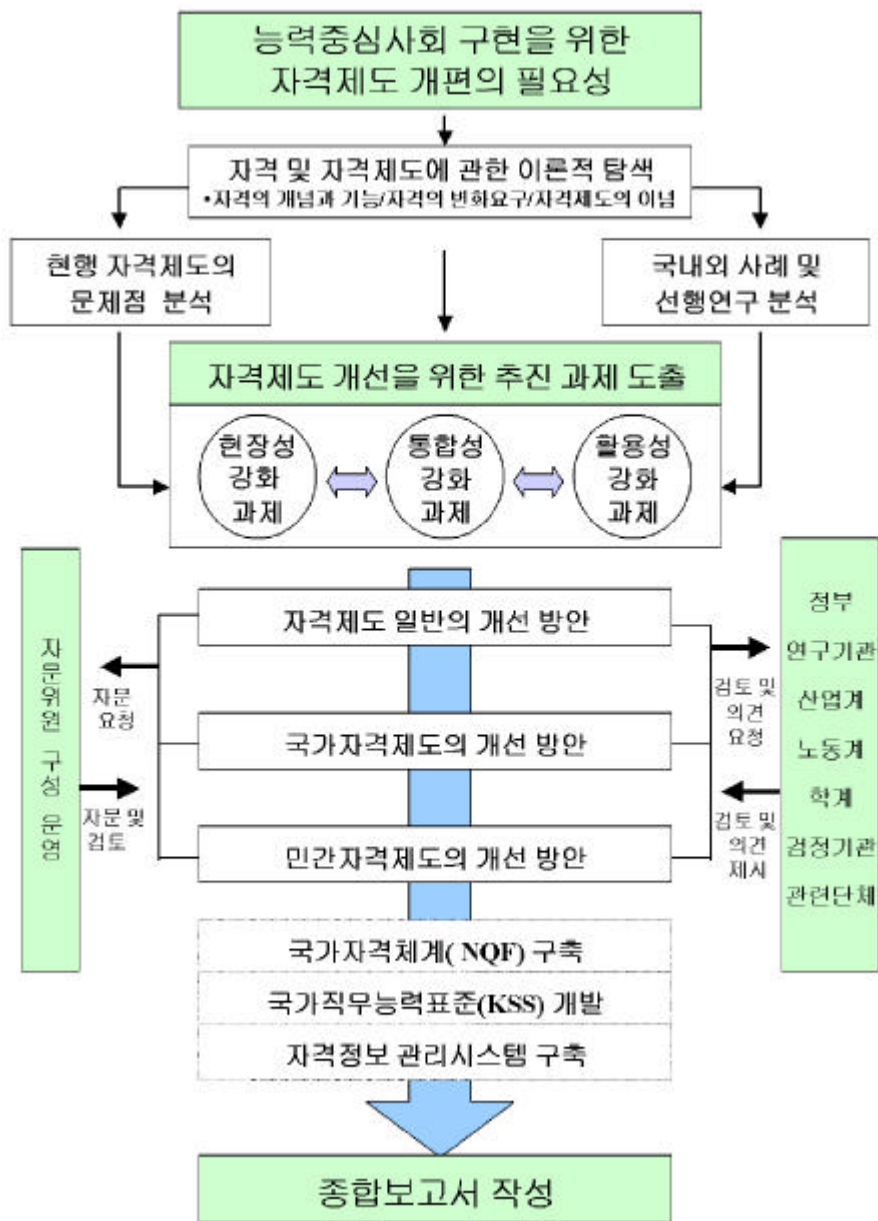 능력중심사회 구현을 위한
자격제도 개편의 필요성
자격 및 자격제도에 관한 이론적 탐색
•자격의 개념과 기능/자격의 변화요구/자격제도의 이념
현행 자격제도의
문제점 분석
국내외 사례 및
선행연구 분석
자격제도 개선을 위한 추진 과제 도출
현장성
강화
과제
통합성
강화
과제
활용성
강화
과제
자문위원 구성 운영
자문
요청
자문 및
검토
자격제도 일반의 개선 방안
국가자격제도의 개선 방안
민간자격제도의 개선 방안
검토 및
의견
요청
검토 및
의견
제시
정부
연구기관
산업계
노동계
학계
검정기관
관련단체
국가자격체계( NQF) 구축
국가직무능력표준(KSS) 개발
자격정보 관리시스템 구축
종합보고서 작성